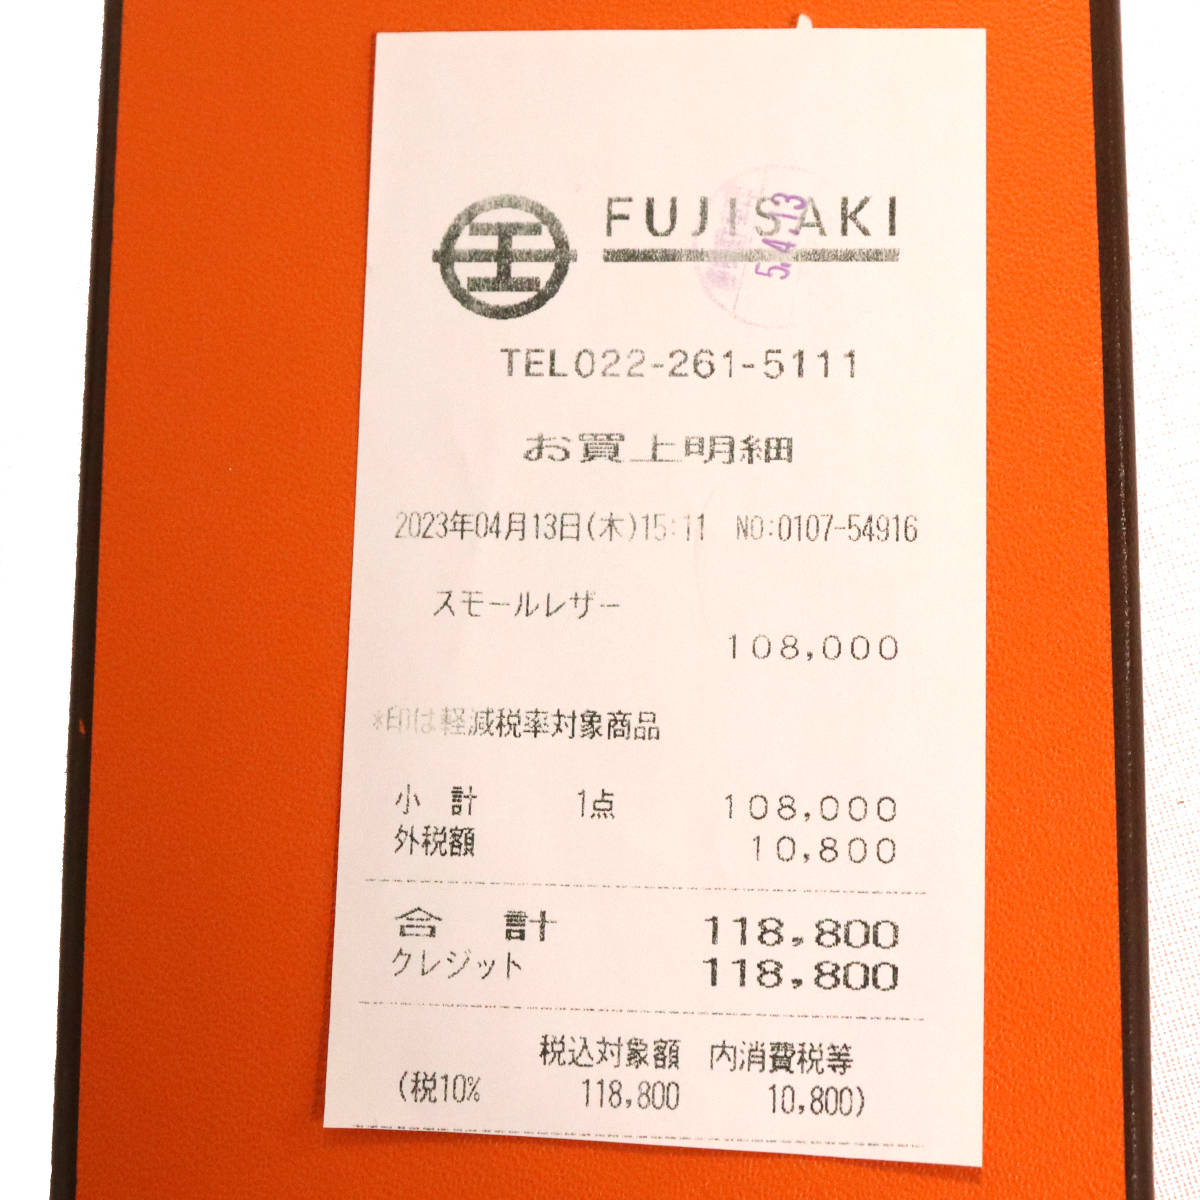 FUJISAKI
5.4.13
TEL022-261-5111
お買上明細
2023年04月13日(木)15:11 NO:0107-54916
スモールレザー
108,000
*印は軽減税率対象商品
小計 1点 108,000
外税額 10,800
合計 118,800
クレジット 118,800
税込対象額 内消費税等
(税10% 118,800 10,800)